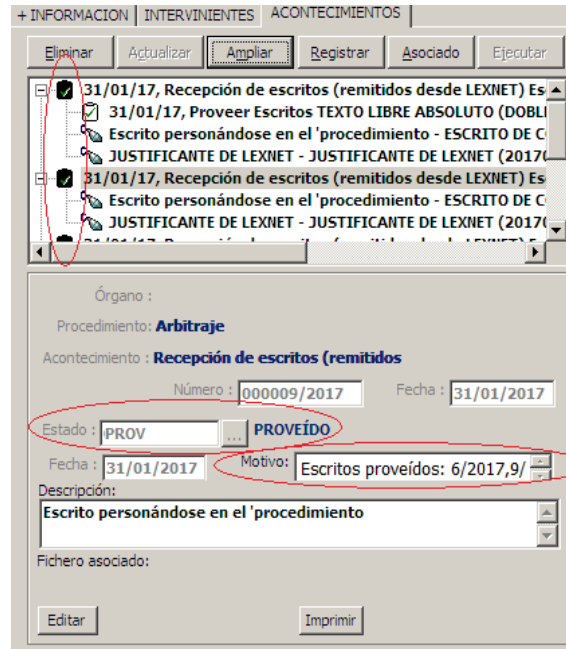 + INFORMACION INTERVINIENTES ACONTECIMIENTOS
Eliminar Actualizar Ampliar Registrar Asociado Ejecutar
31/01/17, Recepción de escritos (remitidos desde LEXNET) Es
31/01/17, Proveer Escritos TEXTO LIBRE ABSOLUTO (DOBL
Escrito personándose en el 'procedimiento - ESCRITO DE C
JUSTIFICANTE DE LEXNET - JUSTIFICANTE DE LEXNET (2017
31/01/17, Recepción de escritos (remitidos desde LEXNET) Es
Escrito personándose en el 'procedimiento - ESCRITO DE C
JUSTIFICANTE DE LEXNET - JUSTIFICANTE DE LEXNET (2017
Órgano :
Procedimiento: Arbitraje
Acontecimiento : Recepción de escritos (remitidos
Número : 000009/2017 Fecha : 31/01/2017
Estado : PROV ... PROVEÍDO
Fecha : 31/01/2017 Motivo: Escritos proveídos: 6/2017,9/
Descripción:
Escrito personándose en el 'procedimiento
Fichero asociado:
Editar Imprimir